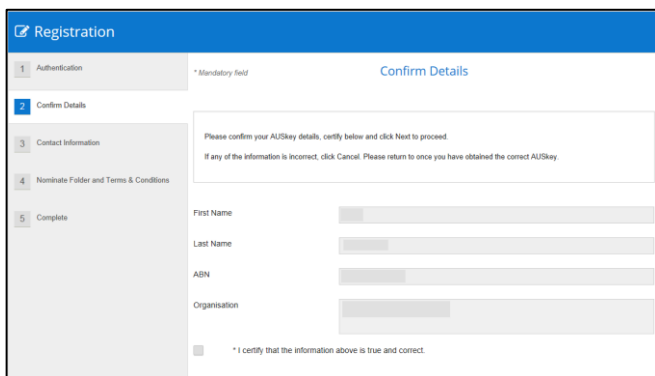 Registration
1 Authentication
2 Confirm Details
3 Contact Information
4 Nominate Folder and Terms & Conditions
5 Complete
* Mandatory field
Confirm Details
Please confirm your AUSkey details, certify below and click Next to proceed.
If any of the information is incorrect, click Cancel. Please return to once you have obtained the correct AUSkey.
First Name
Last Name
ABN
Organisation
* I certify that the information above is true and correct.